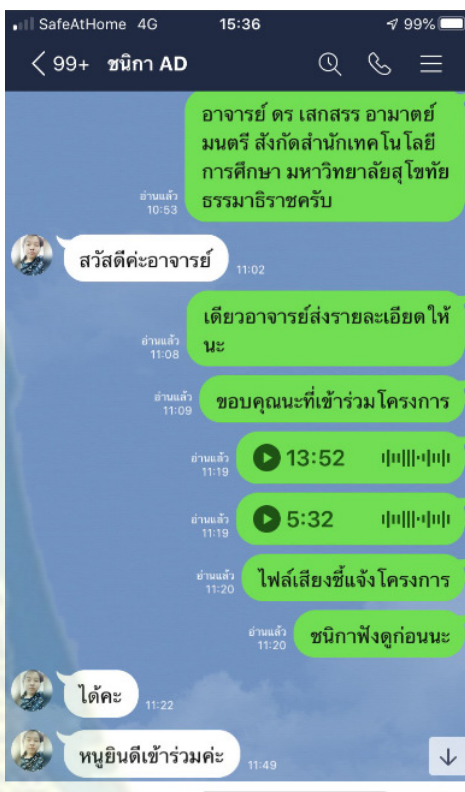 SafeAtHome 4G 15:36 99%
99+ ชนิกา AD
อาจารย์ ดร เสกสรร อามาตย์
มนตรี สังกัดสำนักเทคโนโลยี
การศึกษา มหาวิทยาลัยสุโขทัย
ธรรมาธิราชครับ
อ่านแล้ว
10:53
สวัสดีค่ะอาจารย์
11:02
เดียวอาจารย์ส่งรายละเอียดให้
นะ
อ่านแล้ว
11:08
ขอบคุณนะที่เข้าร่วมโครงการ
อ่านแล้ว
11:09
13:52
อ่านแล้ว
11:19
5:32
อ่านแล้ว
11:19
ไฟล์เสียงชี้แจ้งโครงการ
อ่านแล้ว
11:20
ชนิกาฟังดูก่อนนะ
อ่านแล้ว
11:20
ได้คะ
11:22
หนูยินดีเข้าร่วมค่ะ
11:49